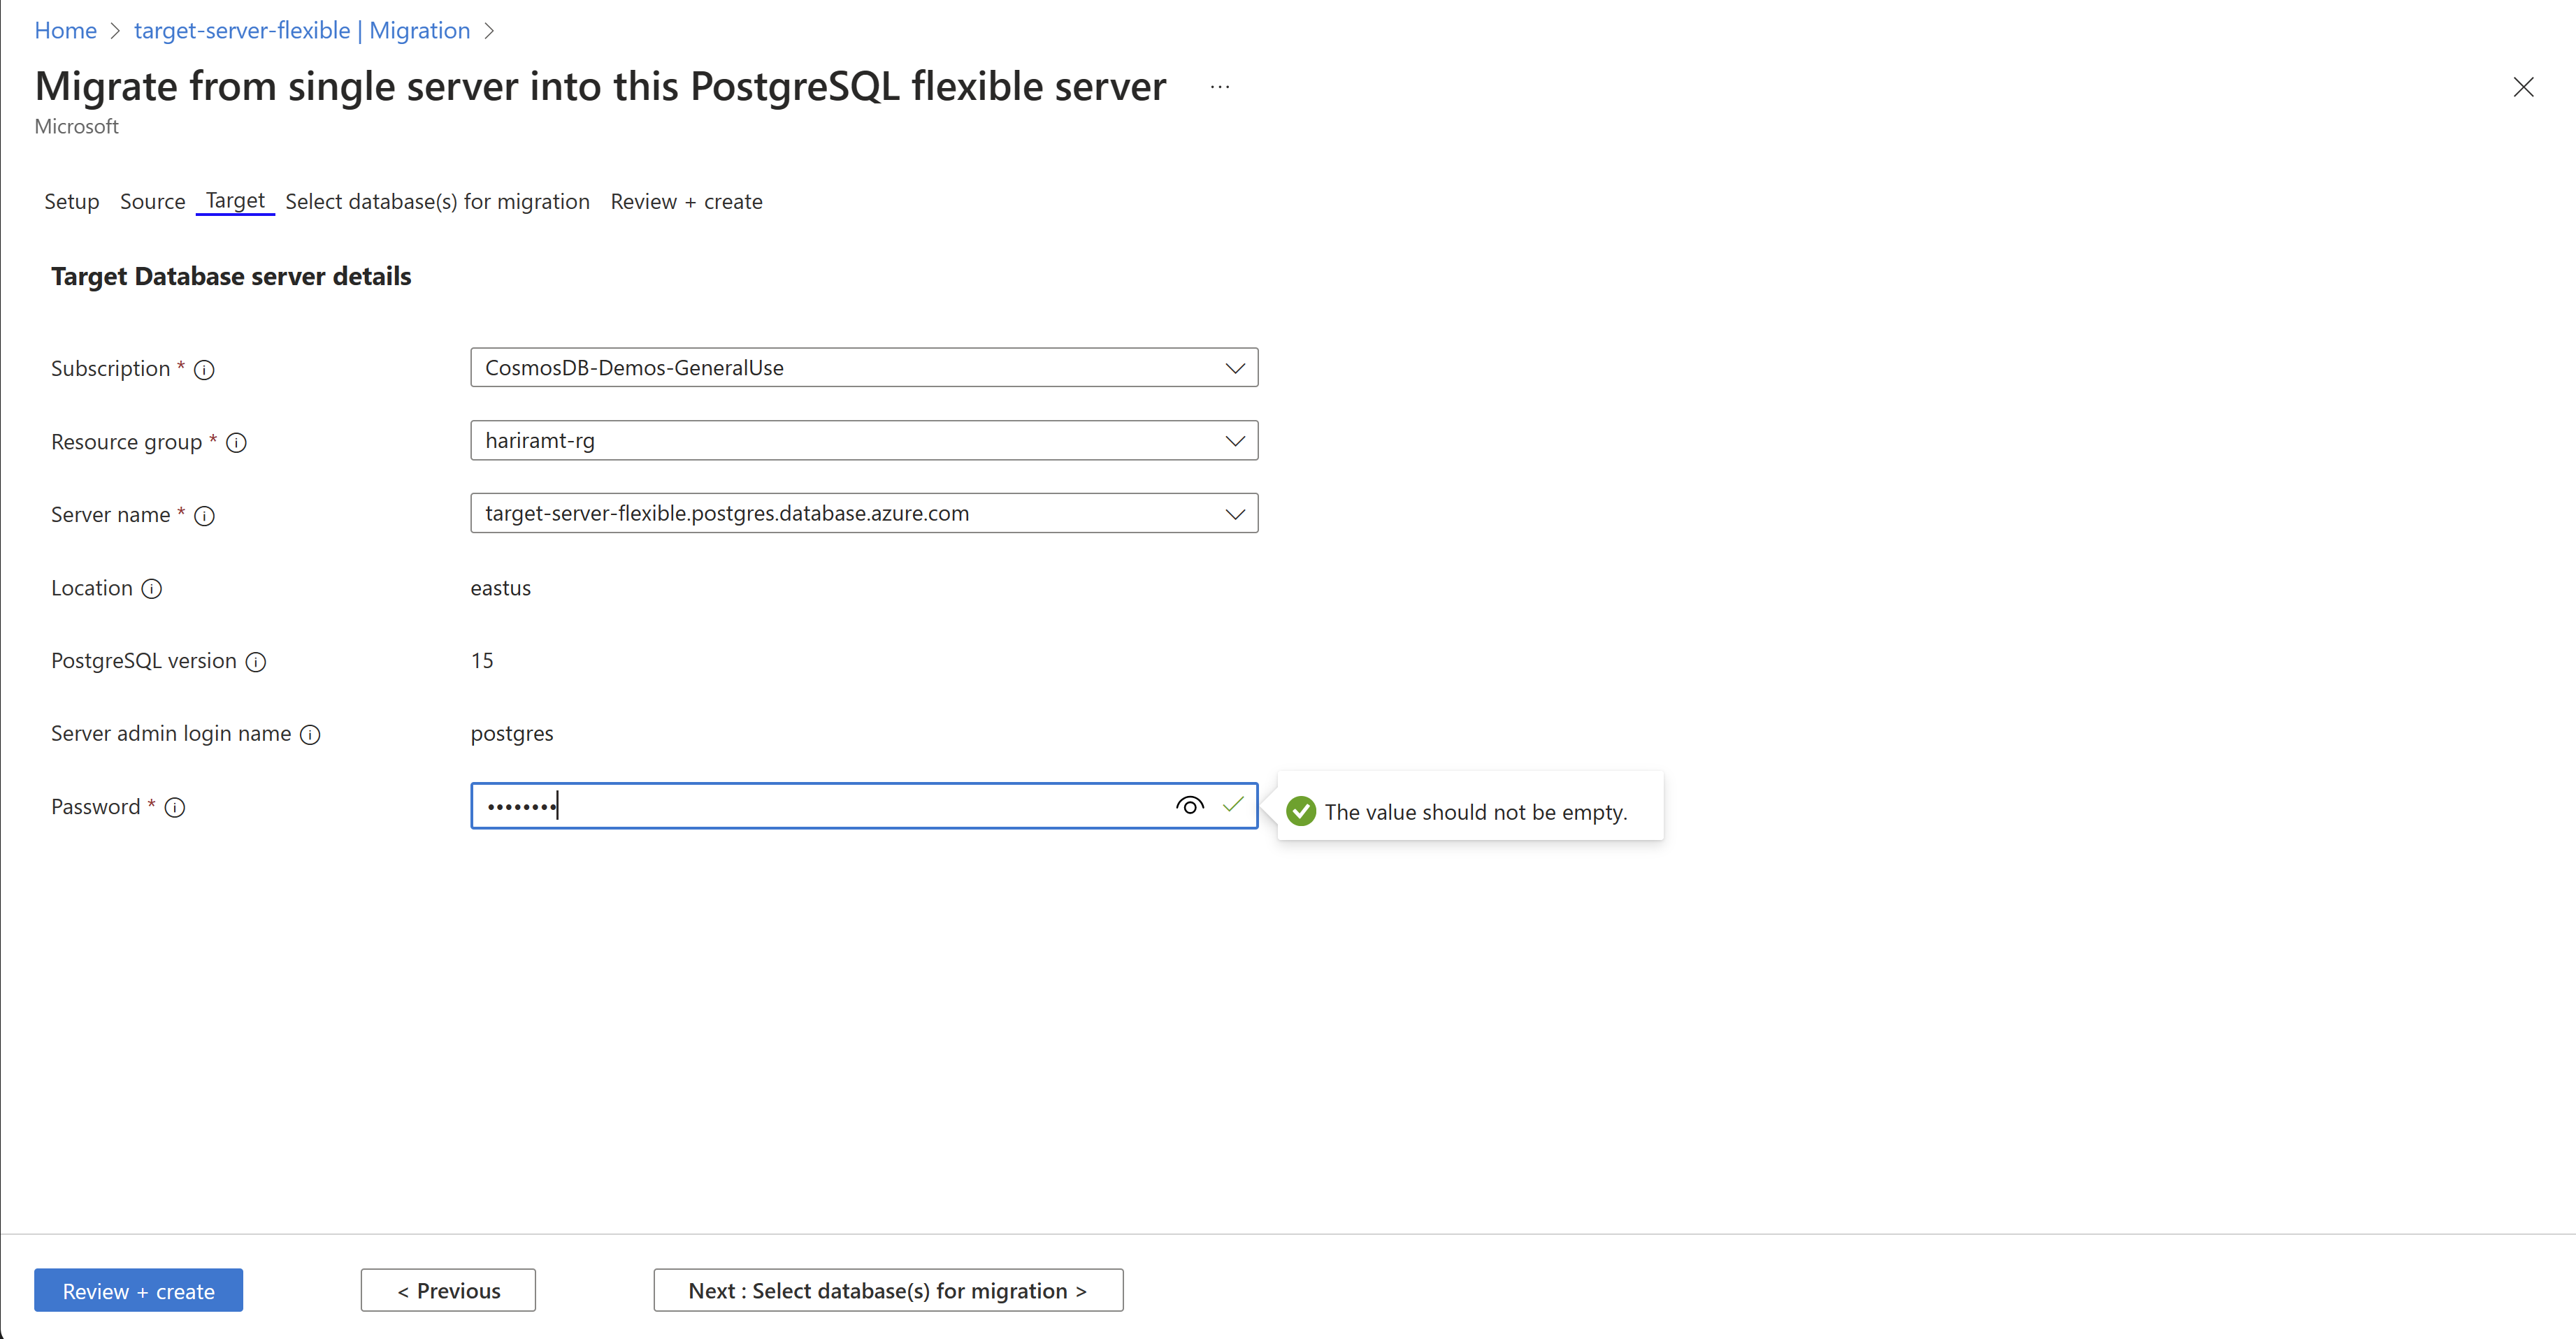 Home > target-server-flexible | Migration >
Migrate from single server into this PostgreSQL flexible server ...
Microsoft
Setup Source Target Select database(s) for migration Review + create
Target Database server details
Subscription * CosmosDB-Demos-GeneralUse
Resource group * hariramt-rg
Server name * target-server-flexible.postgres.database.azure.com
Location eastus
PostgreSQL version 15
Server admin login name postgres
Password * •••••••• The value should not be empty.
Review + create < Previous Next : Select database(s) for migration >